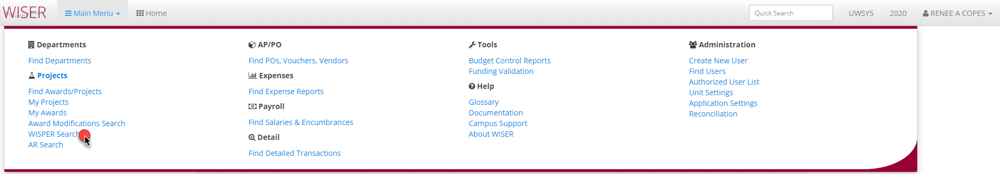 WISER Main Menu Home Quick Search UWSYS 2020 RENEE A COPES
Departments
Find Departments
Projects
Find Awards/Projects
My Projects
My Awards
Award Modifications Search
WISPER Search
AR Search
AP/PO
Find POs, Vouchers, Vendors
Expenses
Find Expense Reports
Payroll
Find Salaries & Encumbrances
Detail
Find Detailed Transactions
Tools
Budget Control Reports
Funding Validation
Help
Glossary
Documentation
Campus Support
About WISER
Administration
Create New User
Find Users
Authorized User List
Unit Settings
Application Settings
Reconciliation